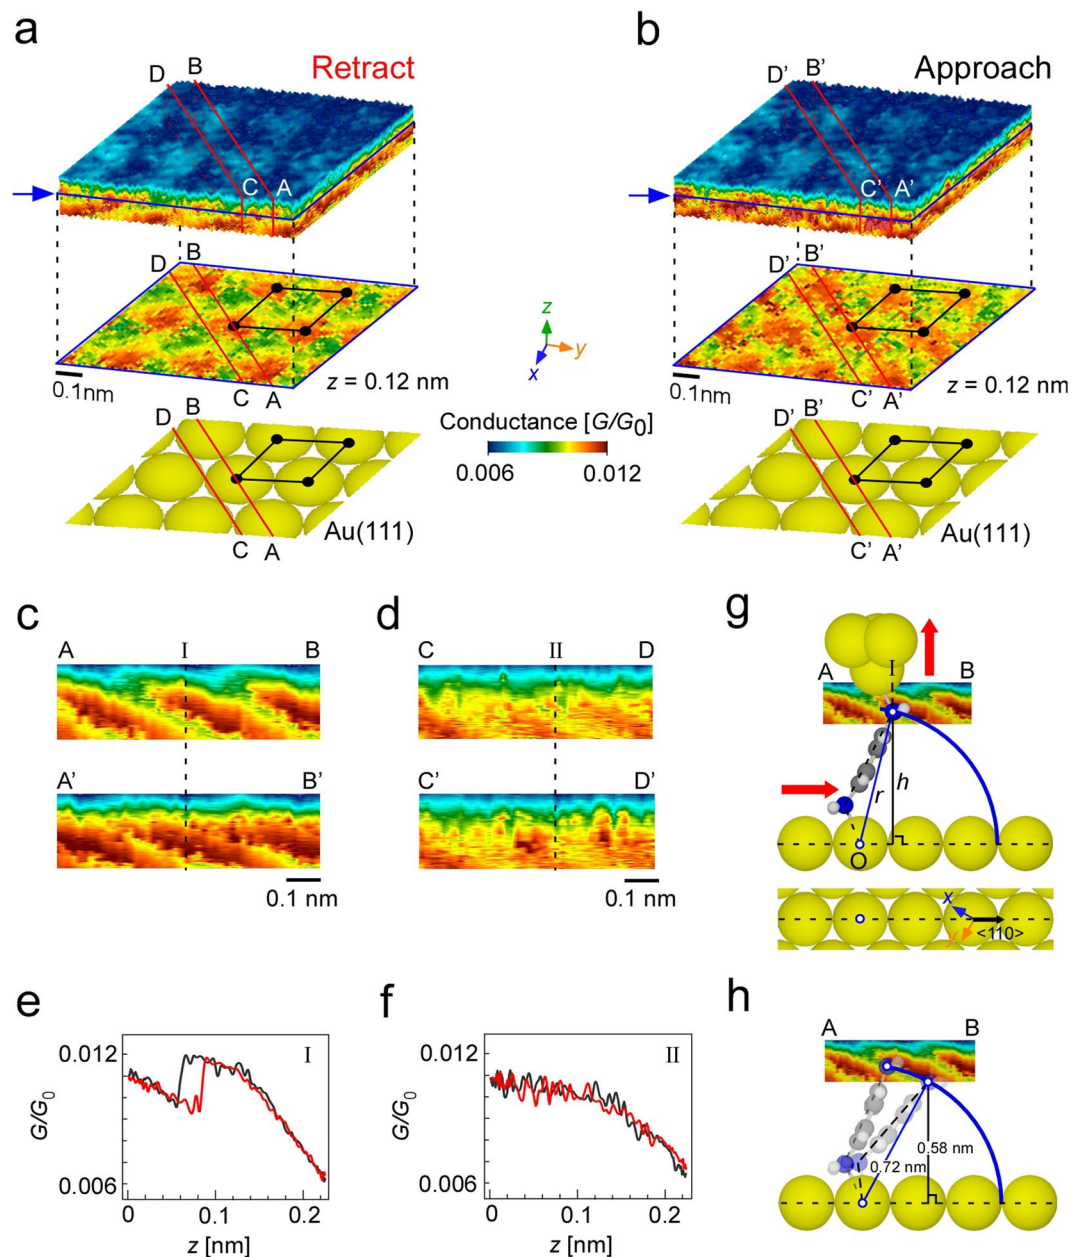 a
Retract
D
B
C
A
B
D
0.1nm
z = 0.12 nm
C
A
D
B
Au(111)
C
A
b
Approach
D'
B'
C'
A'
B'
D'
0.1nm
z = 0.12 nm
C'
A'
D'
B'
Au(111)
C'
A'
z
y
x
Conductance [G/G0]
0.006
0.012
c
A
I
B
A'
B'
0.1 nm
d
C
II
D
C'
D'
0.1 nm
e
I
0.012
G/G0
0.006
0
0.1
0.2
z [nm]
f
II
0.012
G/G0
0.006
0
0.1
0.2
z [nm]
g
A
I
B
r
h
O
x
y
<110>
h
A
B
0.58 nm
0.72 nm